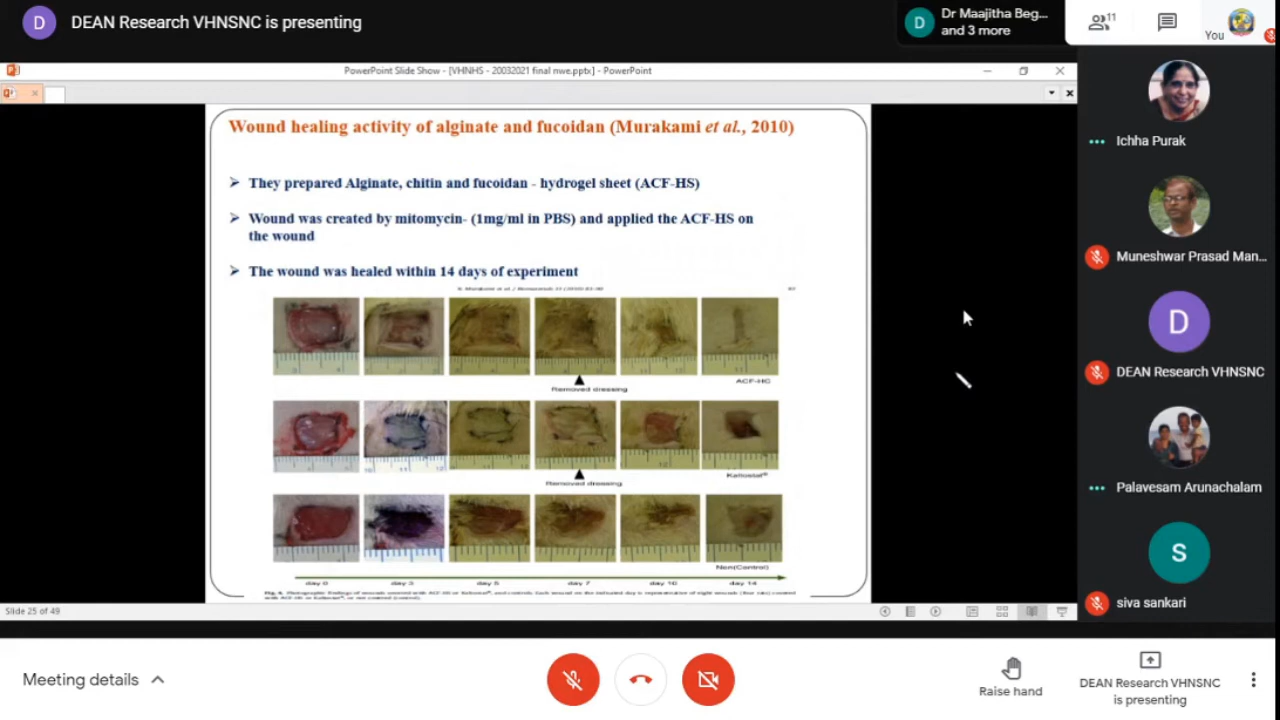 D
DEAN Research VHNSNC is presenting
D
Dr Maajitha Beg...
and 3 more
11
You
PowerPoint Slide Show - [VHNHS - 20032021 final mwe.pptx] - PowerPoint
Wound healing activity of alginate and fucoidan (Murakami et al., 2010)
They prepared Alginate, chitin and fucoidan - hydrogel sheet (ACF-HS)
Wound was created by mitomycin- (1mg/ml in PBS) and applied the ACF-HS on
the wound
The wound was healed within 14 days of experiment
Removed dressing
ACF-HC
Removed dressing
Kaltostat®
Non(Control)
day 0
day 3
day 5
day 7
day 10
day 14
Slide 25 of 49
Ichha Purak
Muneshwar Prasad Man...
D
DEAN Research VHNSNC
Palavesam Arunachalam
S
siva sankari
Meeting details
Raise hand
DEAN Research VHNSNC
is presenting